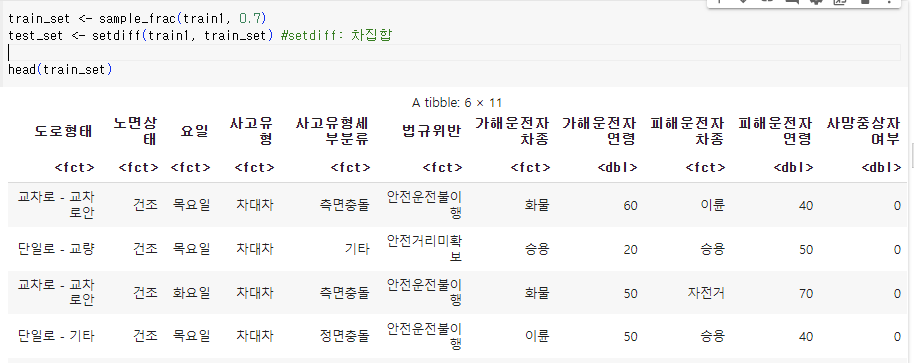 train_set <- sample_frac(train1, 0.7)
test_set <- setdiff(train1, train_set) #setdiff: 차집합
head(train_set)
A tibble: 6 × 11
도로형태 노면상태 요일 사고유형 사고유형세부분류 법규위반 가해운전자차종 가해운전자연령 피해운전자차종 피해운전자연령 사망중상자여부
<fct> <fct> <fct> <fct> <fct> <fct> <fct> <dbl> <fct> <dbl> <dbl>
교차로 - 교차로안 건조 목요일 차대차 측면충돌 안전운전불이행 화물 60 이륜 40 0
단일로 - 교량 건조 목요일 차대차 기타 안전거리미확보 승용 20 승용 50 0
교차로 - 교차로안 건조 화요일 차대차 측면충돌 안전운전불이행 화물 50 자전거 70 0
단일로 - 기타 건조 목요일 차대차 정면충돌 안전운전불이행 이륜 50 승용 40 0